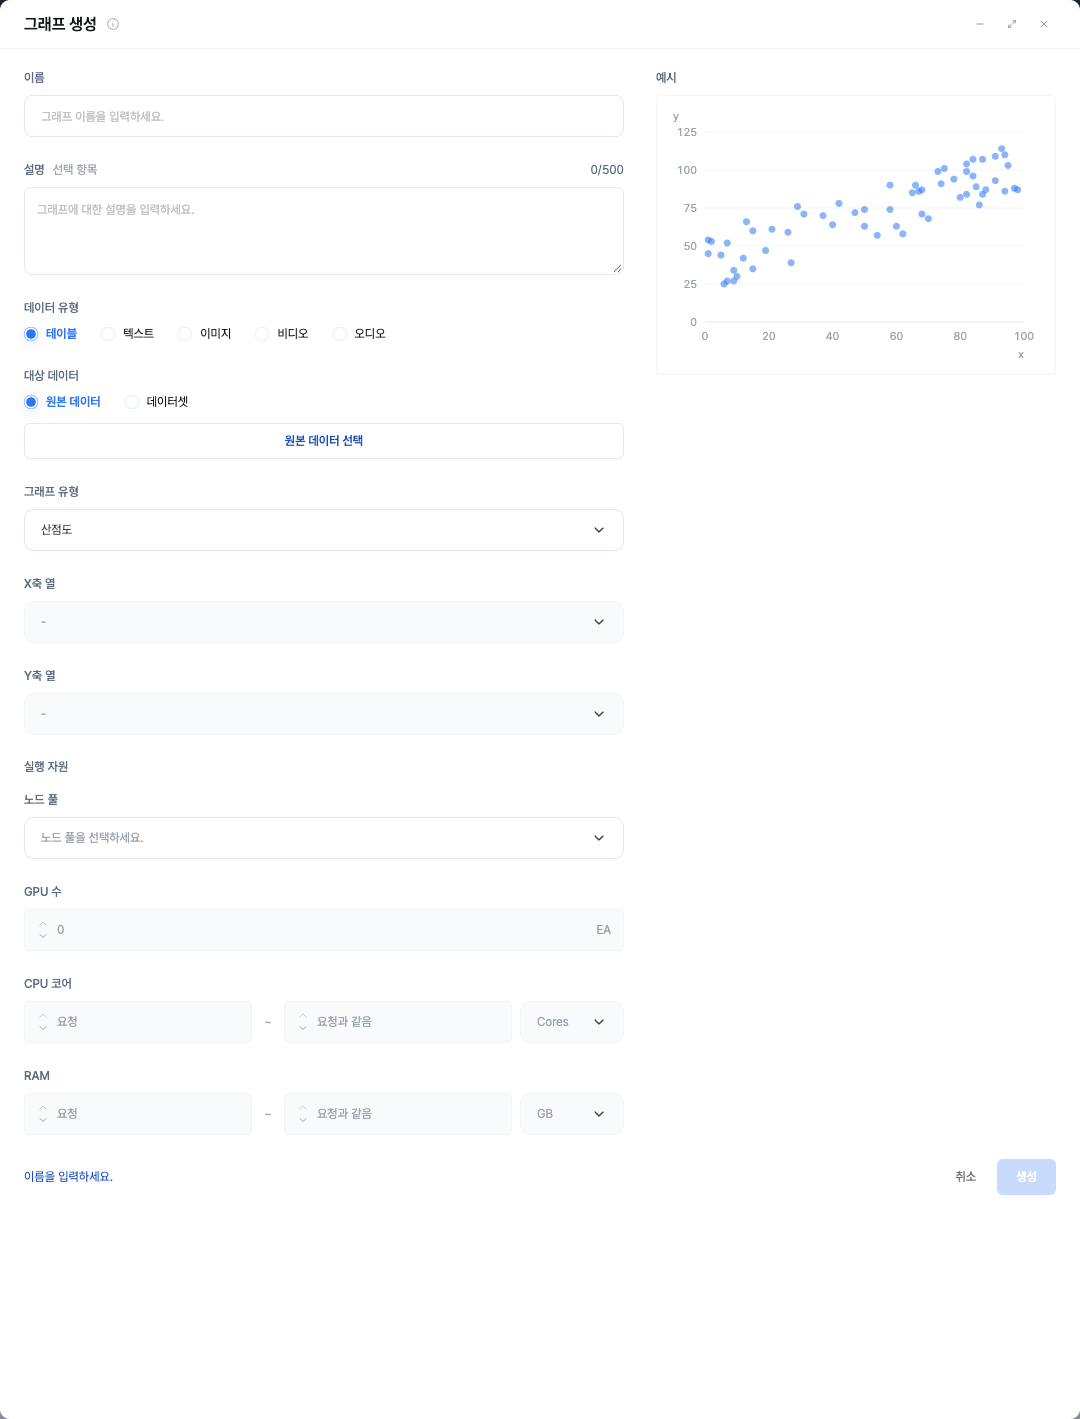 그래프 생성
이름
그래프 이름을 입력하세요.
설명 선택 항목 0/500
그래프에 대한 설명을 입력하세요.
데이터 유형
테이블 텍스트 이미지 비디오 오디오
대상 데이터
원본 데이터 데이터셋
원본 데이터 선택
그래프 유형
산점도
X축 열
-
Y축 열
-
실행 자원
노드 풀
노드 풀을 선택하세요.
GPU 수
0 EA
CPU 코어
요청 ~ 요청과 같음 Cores
RAM
요청 ~ 요청과 같음 GB
이름을 입력하세요. 취소 생성
예시
y
125
100
75
50
25
0
0 20 40 60 80 100
x